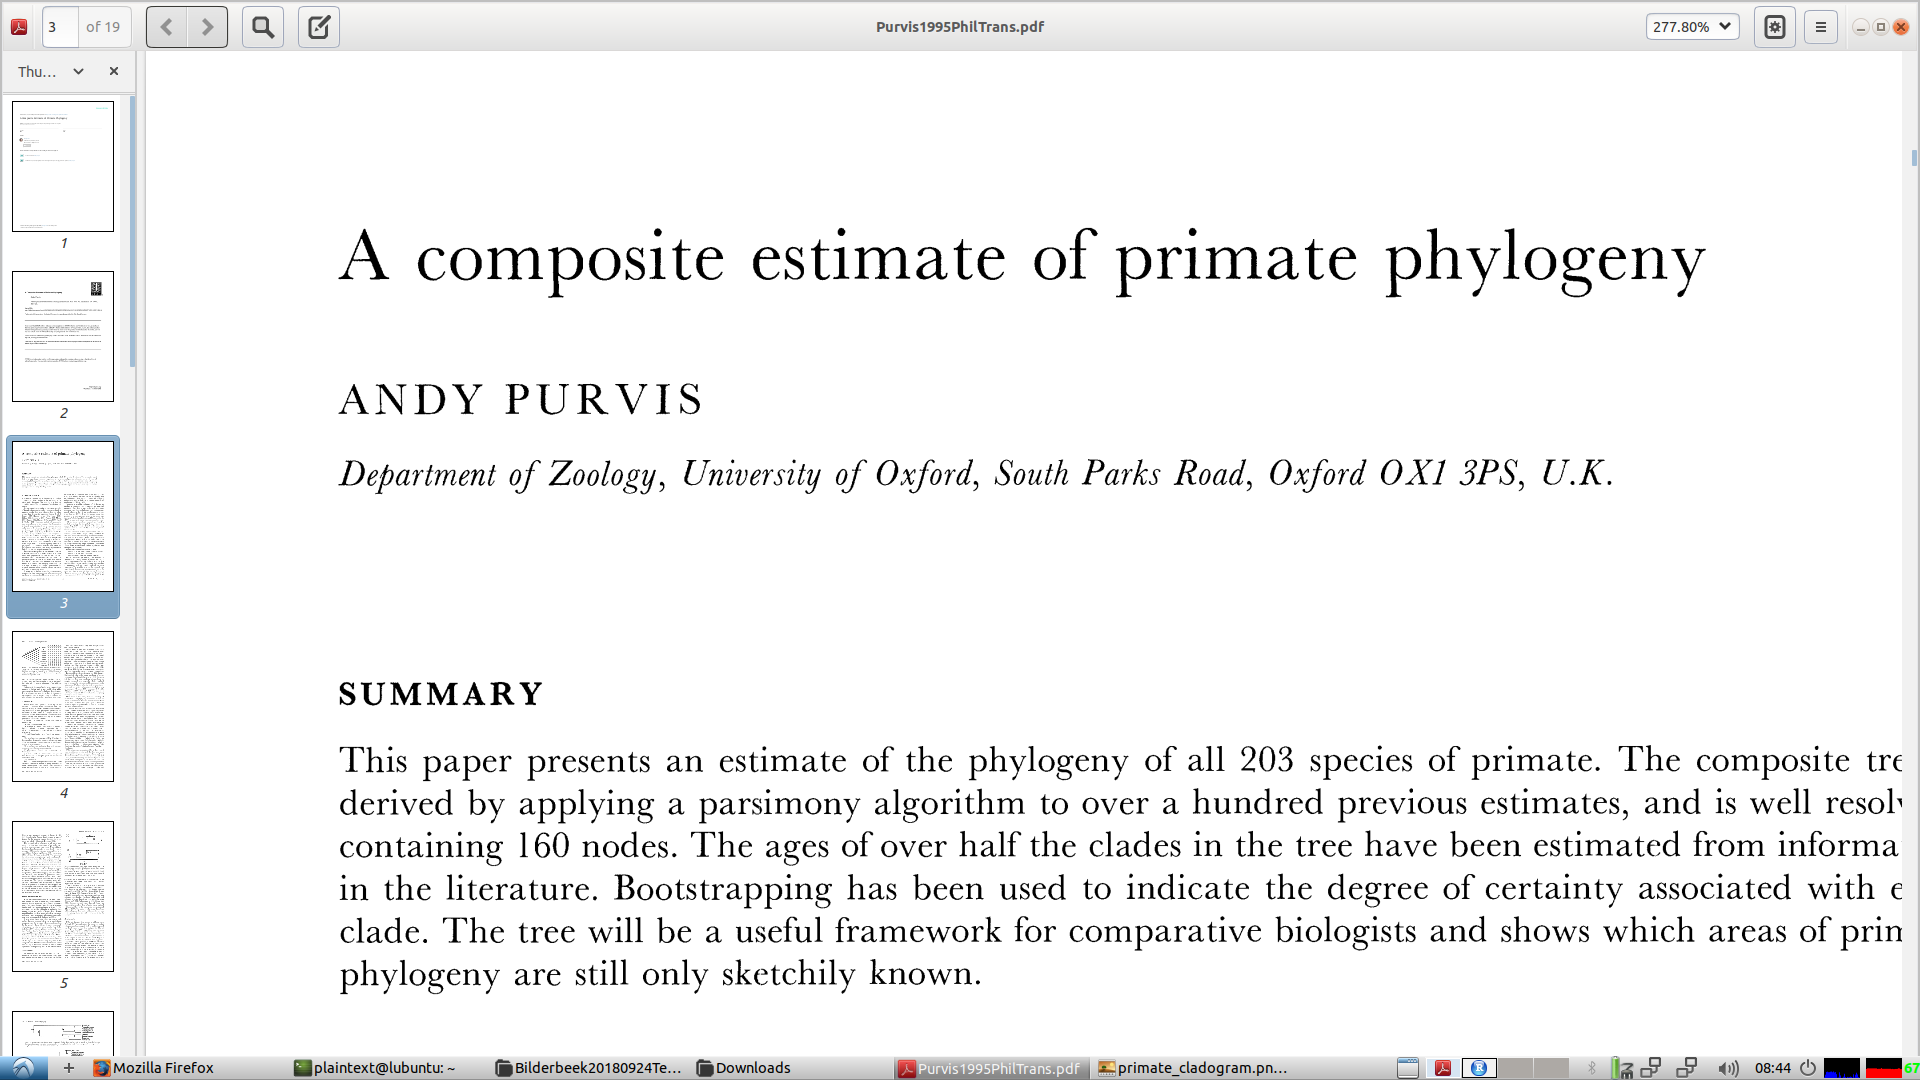 3 of 19
Purvis1995PhilTrans.pdf
277.80%
Thu...
1
2
3
4
5
A composite estimate of primate phylogeny
ANDY PURVIS
Department of Zoology, University of Oxford, South Parks Road, Oxford OX1 3PS, U.K.
SUMMARY
This paper presents an estimate of the phylogeny of all 203 species of primate. The composite tre
derived by applying a parsimony algorithm to over a hundred previous estimates, and is well resolv
containing 160 nodes. The ages of over half the clades in the tree have been estimated from informa
in the literature. Bootstrapping has been used to indicate the degree of certainty associated with e
clade. The tree will be a useful framework for comparative biologists and shows which areas of prim
phylogeny are still only sketchily known.
Mozilla Firefox
plaintext@lubuntu: ~
Bilderbeek20180924Te...
Downloads
Purvis1995PhilTrans.pdf
primate_cladogram.pn...
08:44
67